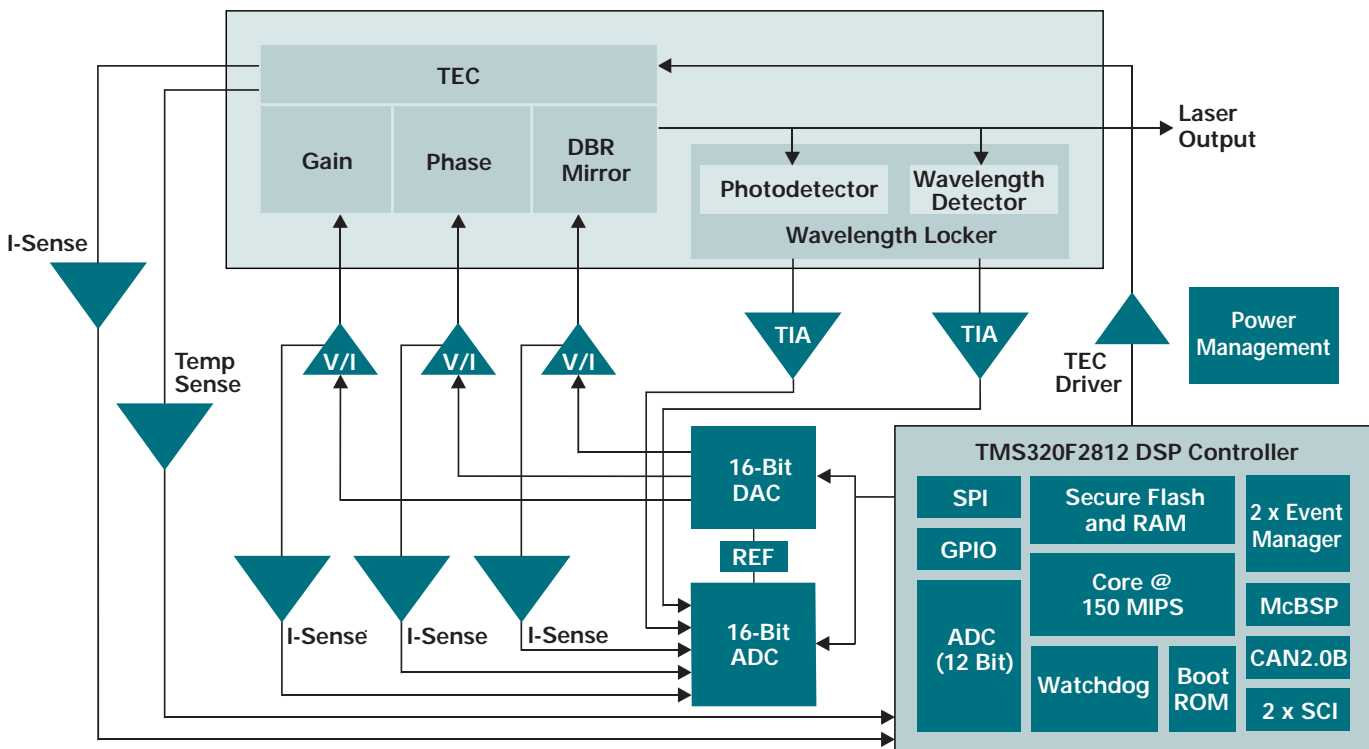 TEC
Gain
Phase
DBR
Mirror
Laser
Output
Photodetector
Wavelength
Detector
Wavelength Locker
I-Sense
Temp
Sense
V/I
V/I
V/I
TIA
TIA
TEC
Driver
Power
Management
16-Bit
DAC
REF
16-Bit
ADC
I-Sense
I-Sense
I-Sense
TMS320F2812 DSP Controller
SPI
GPIO
ADC
(12 Bit)
Secure Flash
and RAM
Core @
150 MIPS
Watchdog
Boot
ROM
2 x Event
Manager
McBSP
CAN2.0B
2 x SCI